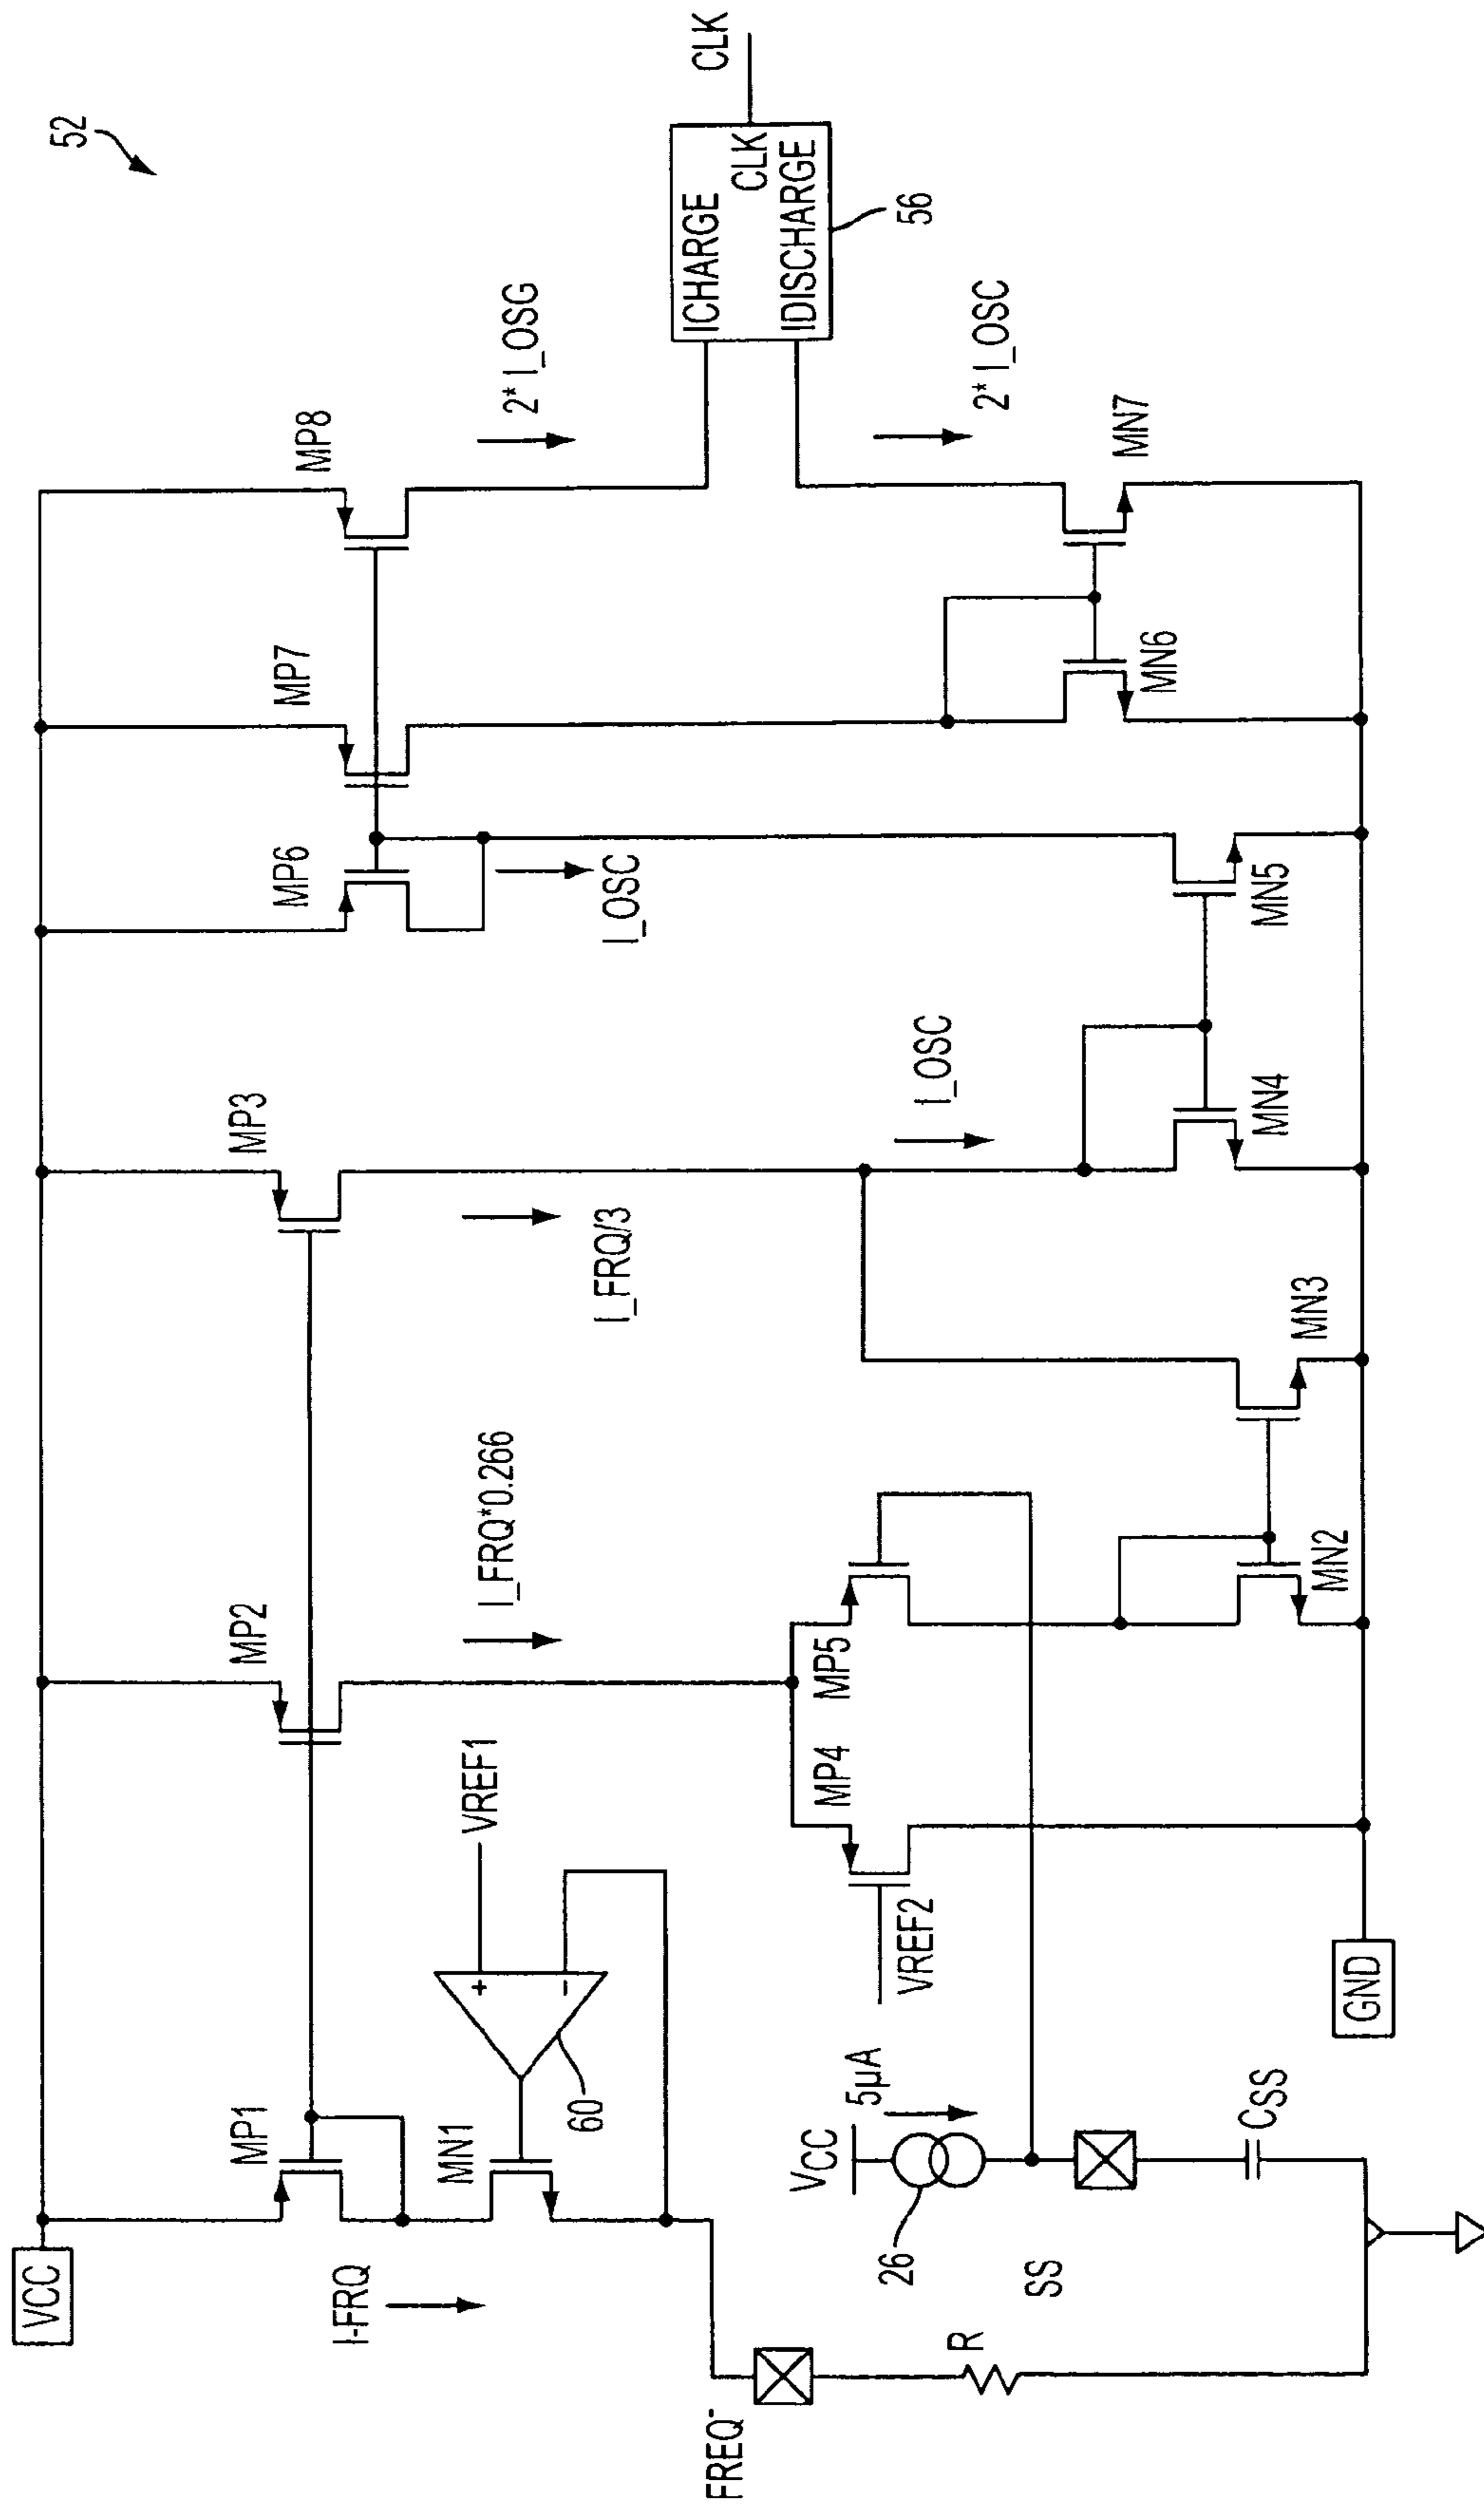 52
VCC
MP1
MP2
MP3
MP6
MP7
MP8
I-FRQ
I_FRQ*0.266
I_FRQ/3
I_OSC
2* I_OSG
MN1
60
VREF1
+
-
FREQ
R
VCC
5µA
26
SS
CSS
VREF2
MP4
MP5
MN2
MN3
I_OSC
MN4
MN5
MN6
MN7
2* I_OSC
ICHARGE
CLK
IDISCHARGE
56
CLK
GND